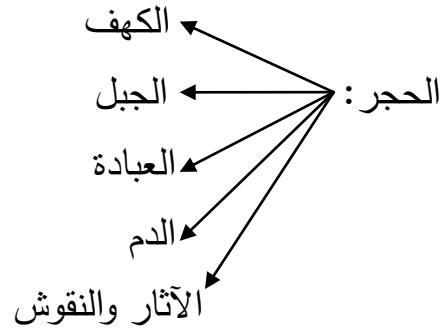 الكهف
الحجر : الجبل
العبادة
الدم
الآثار والنقوش